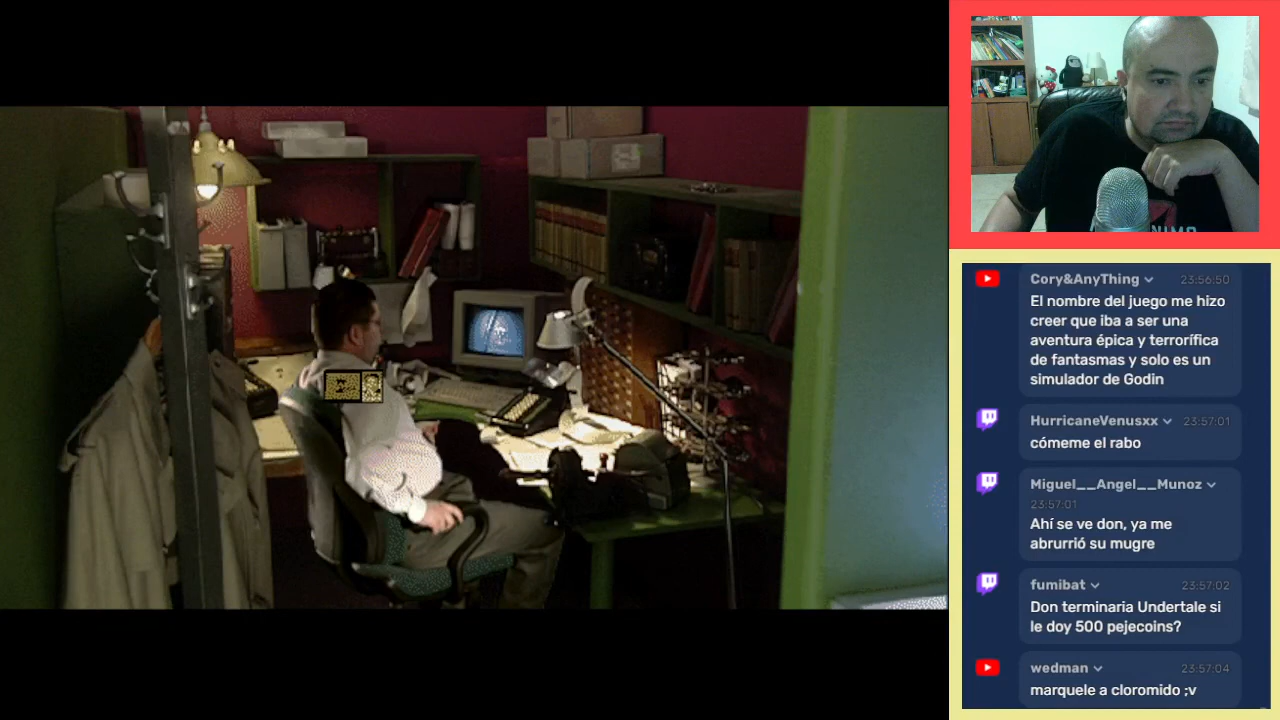 NIMO
Cory&AnyThing
23:56:50
El nombre del juego me hizo
creer que iba a ser una
aventura épica y terrorífica
de fantasmas y solo es un
simulador de Godin
HurricaneVenusxx
23:57:01
cómeme el rabo
Miguel__Angel__Munoz
23:57:01
Ahí se ve don, ya me
abrurrió su mugre
fumibat
23:57:02
Don terminaria Undertale si
le doy 500 pejecoins?
wedman
23:57:04
marquele a cloromido ;v